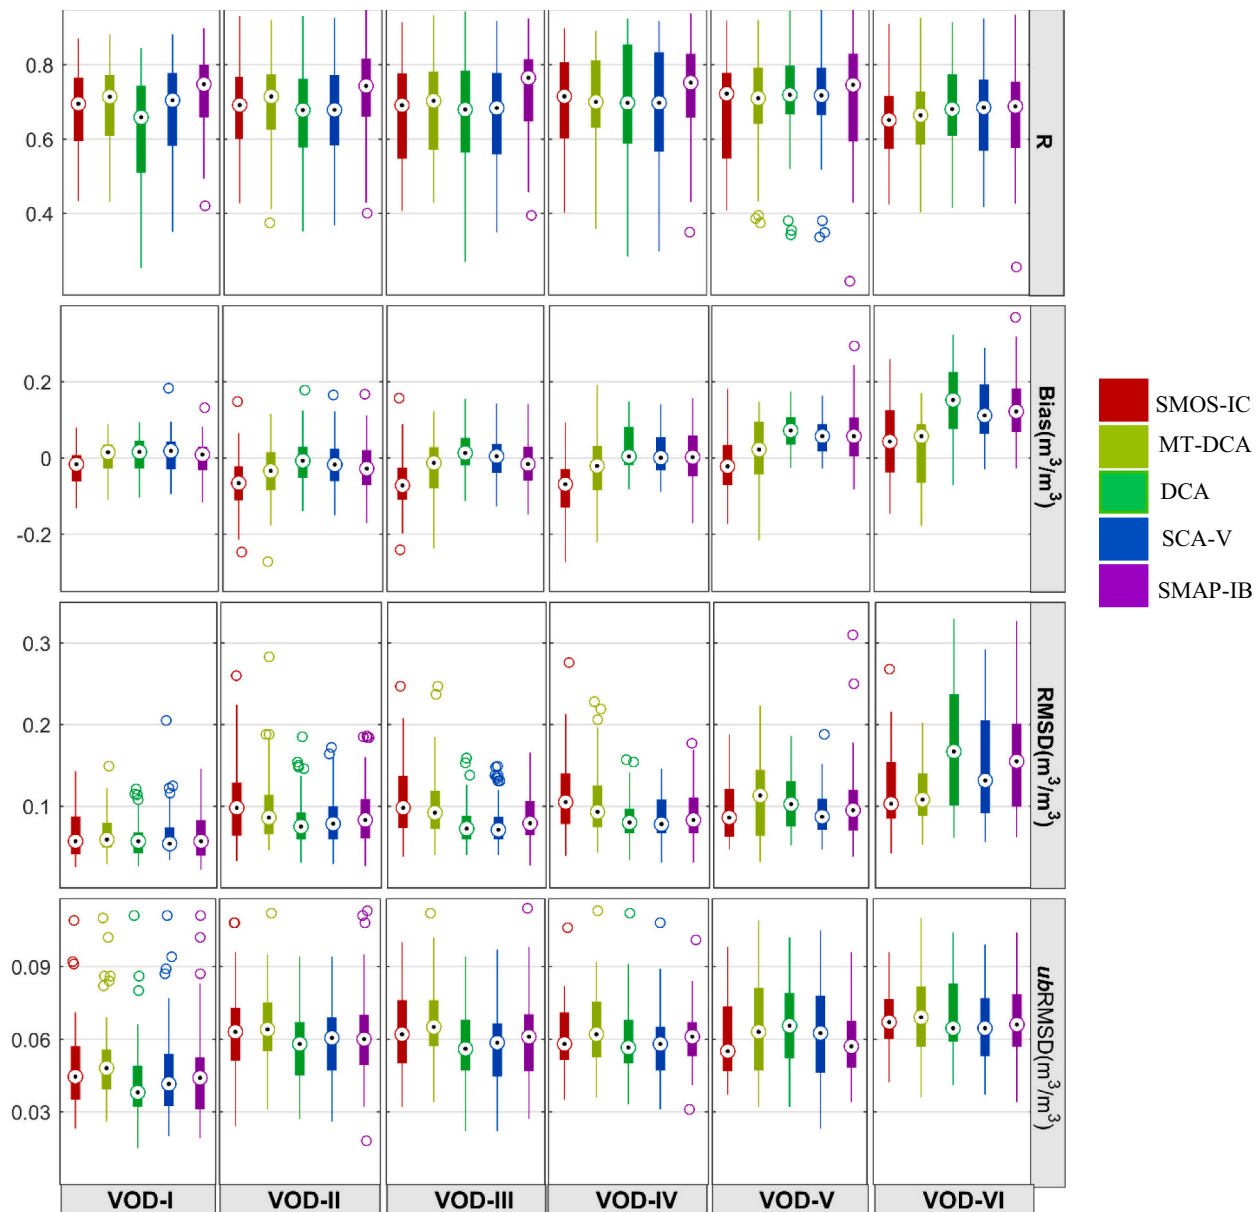 0.8
0.6
0.4
R
0.2
0
-0.2
Bias(m³/m³)
SMOS-IC
MT-DCA
DCA
SCA-V
SMAP-IB
0.3
0.2
0.1
RMSD(m³/m³)
0.09
0.06
0.03
ubRMSD(m³/m³)
VOD-I VOD-II VOD-III VOD-IV VOD-V VOD-VI